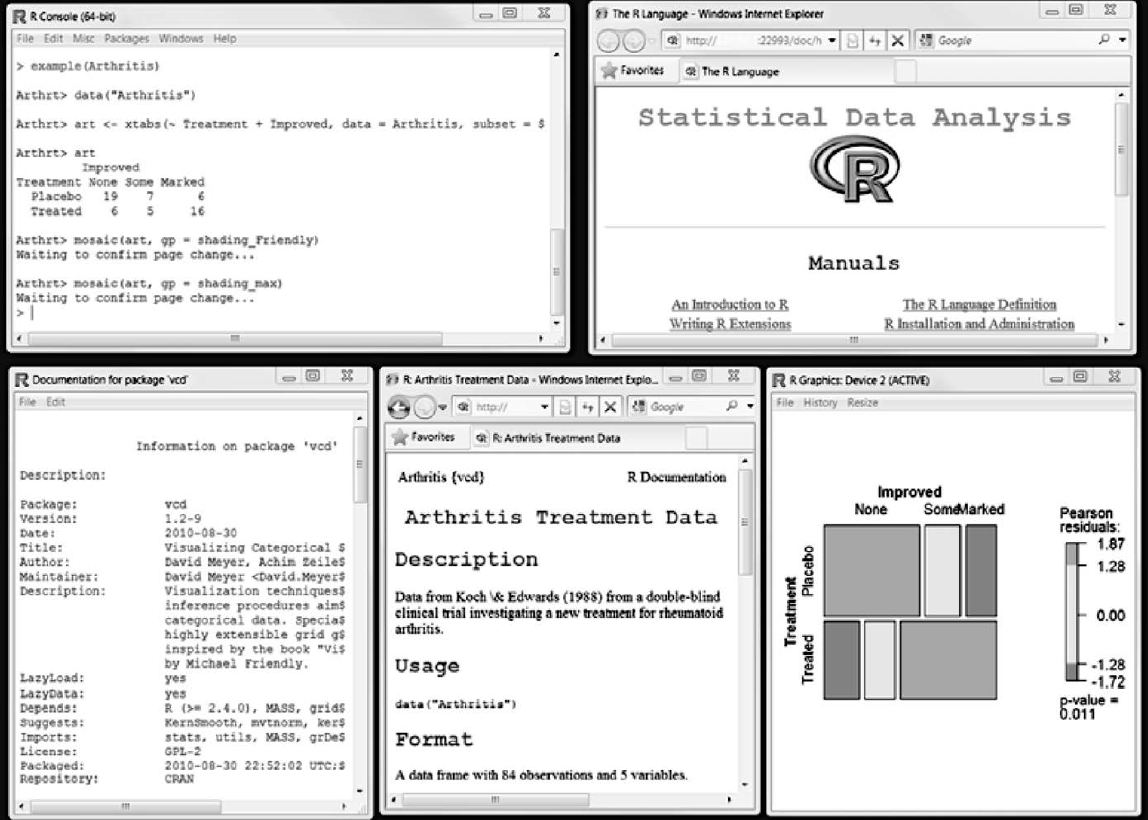 R Console (64-bit)
File Edit Misc Packages Windows Help
> example(Arthritis)
Arthrt> data("Arthritis")
Arthrt> art <- xtabs(~ Treatment + Improved, data = Arthritis, subset = $
Arthrt> art
Improved
Treatment None Some Marked
Placebo 19 7 6
Treated 6 5 16
Arthrt> mosaic(art, gp = shading_Friendly)
Waiting to confirm page change...
Arthrt> mosaic(art, gp = shading_max)
Waiting to confirm page change...
>
The R Language - Windows Internet Explorer
http:// :22993/doc/h Google
Favorites The R Language
Statistical Data Analysis
R
Manuals
An Introduction to R The R Language Definition
Writing R Extensions R Installation and Administration
Documentation for package 'vcd'
File Edit
Information on package 'vcd'
Description:
Package: vcd
Version: 1.2-9
Date: 2010-08-30
Title: Visualizing Categorical $
Author: David Meyer, Achim Zeile$
Maintainer: David Meyer <David.Meyer$
Description: Visualization techniques$
inference procedures aim$
categorical data. Specia$
highly extensible grid g$
inspired by the book "Vi$
by Michael Friendly.
LazyLoad: yes
LazyData: yes
Depends: R (>= 2.4.0), MASS, grid$
Suggests: KernSmooth, mvtnorm, ker$
Imports: stats, utils, MASS, grDe$
License: GPL-2
Packaged: 2010-08-30 22:52:02 UTC;$
Repository: CRAN
R: Arthritis Treatment Data - Windows Internet Explo...
http:// Google
Favorites R: Arthritis Treatment Data
Arthritis {vcd} R Documentation
Arthritis Treatment Data
Description
Data from Koch \& Edwards (1988) from a double-blind
clinical trial investigating a new treatment for rheumatoid
arthritis.
Usage
data("Arthritis")
Format
A data frame with 84 observations and 5 variables.
R Graphics: Device 2 (ACTIVE)
File History Resize
Improved
None Some Marked
Treatment
Placebo
Treated
Pearson
residuals:
1.87
1.28
0.00
-1.28
-1.72
p-value =
0.011